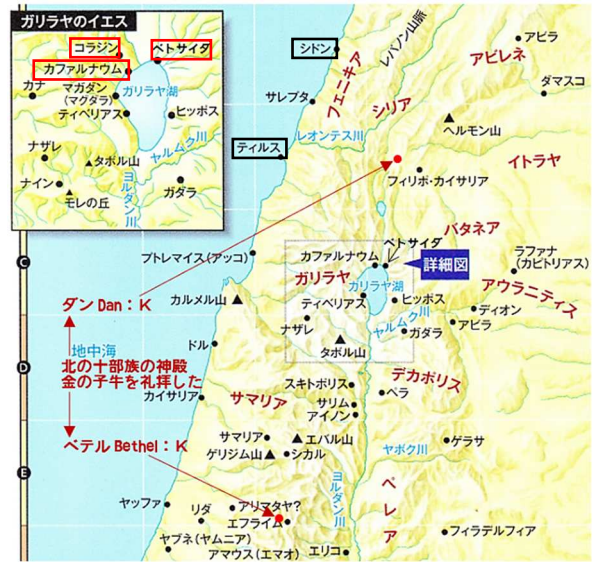 ガリラヤのイエス
コラジン
ベトサイダ
カファルナウム
カナ
ガリラヤ湖
マガダン
(マグダラ)
ティベリアス
ヒッポス
ナザレ
タボル山
ヤルムク川
ナイン
モレの丘
ヨルダン川
ガダラ
シドン
フェニキア
レバノン山脈
アビラ
アビレネ
ダマスコ
サレプタ
シリア
ヘルモン山
レオンテス川
ティルス
イトラヤ
フィリポ・カイサリア
バタネア
プトレマイス(アッコ)
カファルナウム
ベトサイダ
詳細図
ラファナ
(カピトリアス)
ガリラヤ
ガリラヤ湖
アウラニティス
カルメル山
ティベリアス
ヒッポス
ディオン
ナザレ
ヤルムク川
ガダラ
アビラ
タボル山
C
ダン Dan:K
地中海
北の十部族の神殿
金の子牛を礼拝した
ドル
D
デカポリス
スキトポリス
ペラ
カイサリア
サマリア
サリム
アイノン
ベテル Bethel:K
サマリア
エバル山
ゲリジム山
シカル
ヤボク川
ゲラサ
E
ヨルダン川
ペレア
ヤッファ
リダ
アリマタヤ?
エフライム
フィラデルフィア
ヤブネ(ヤムニア)
アマウス(エマオ)
エリコ